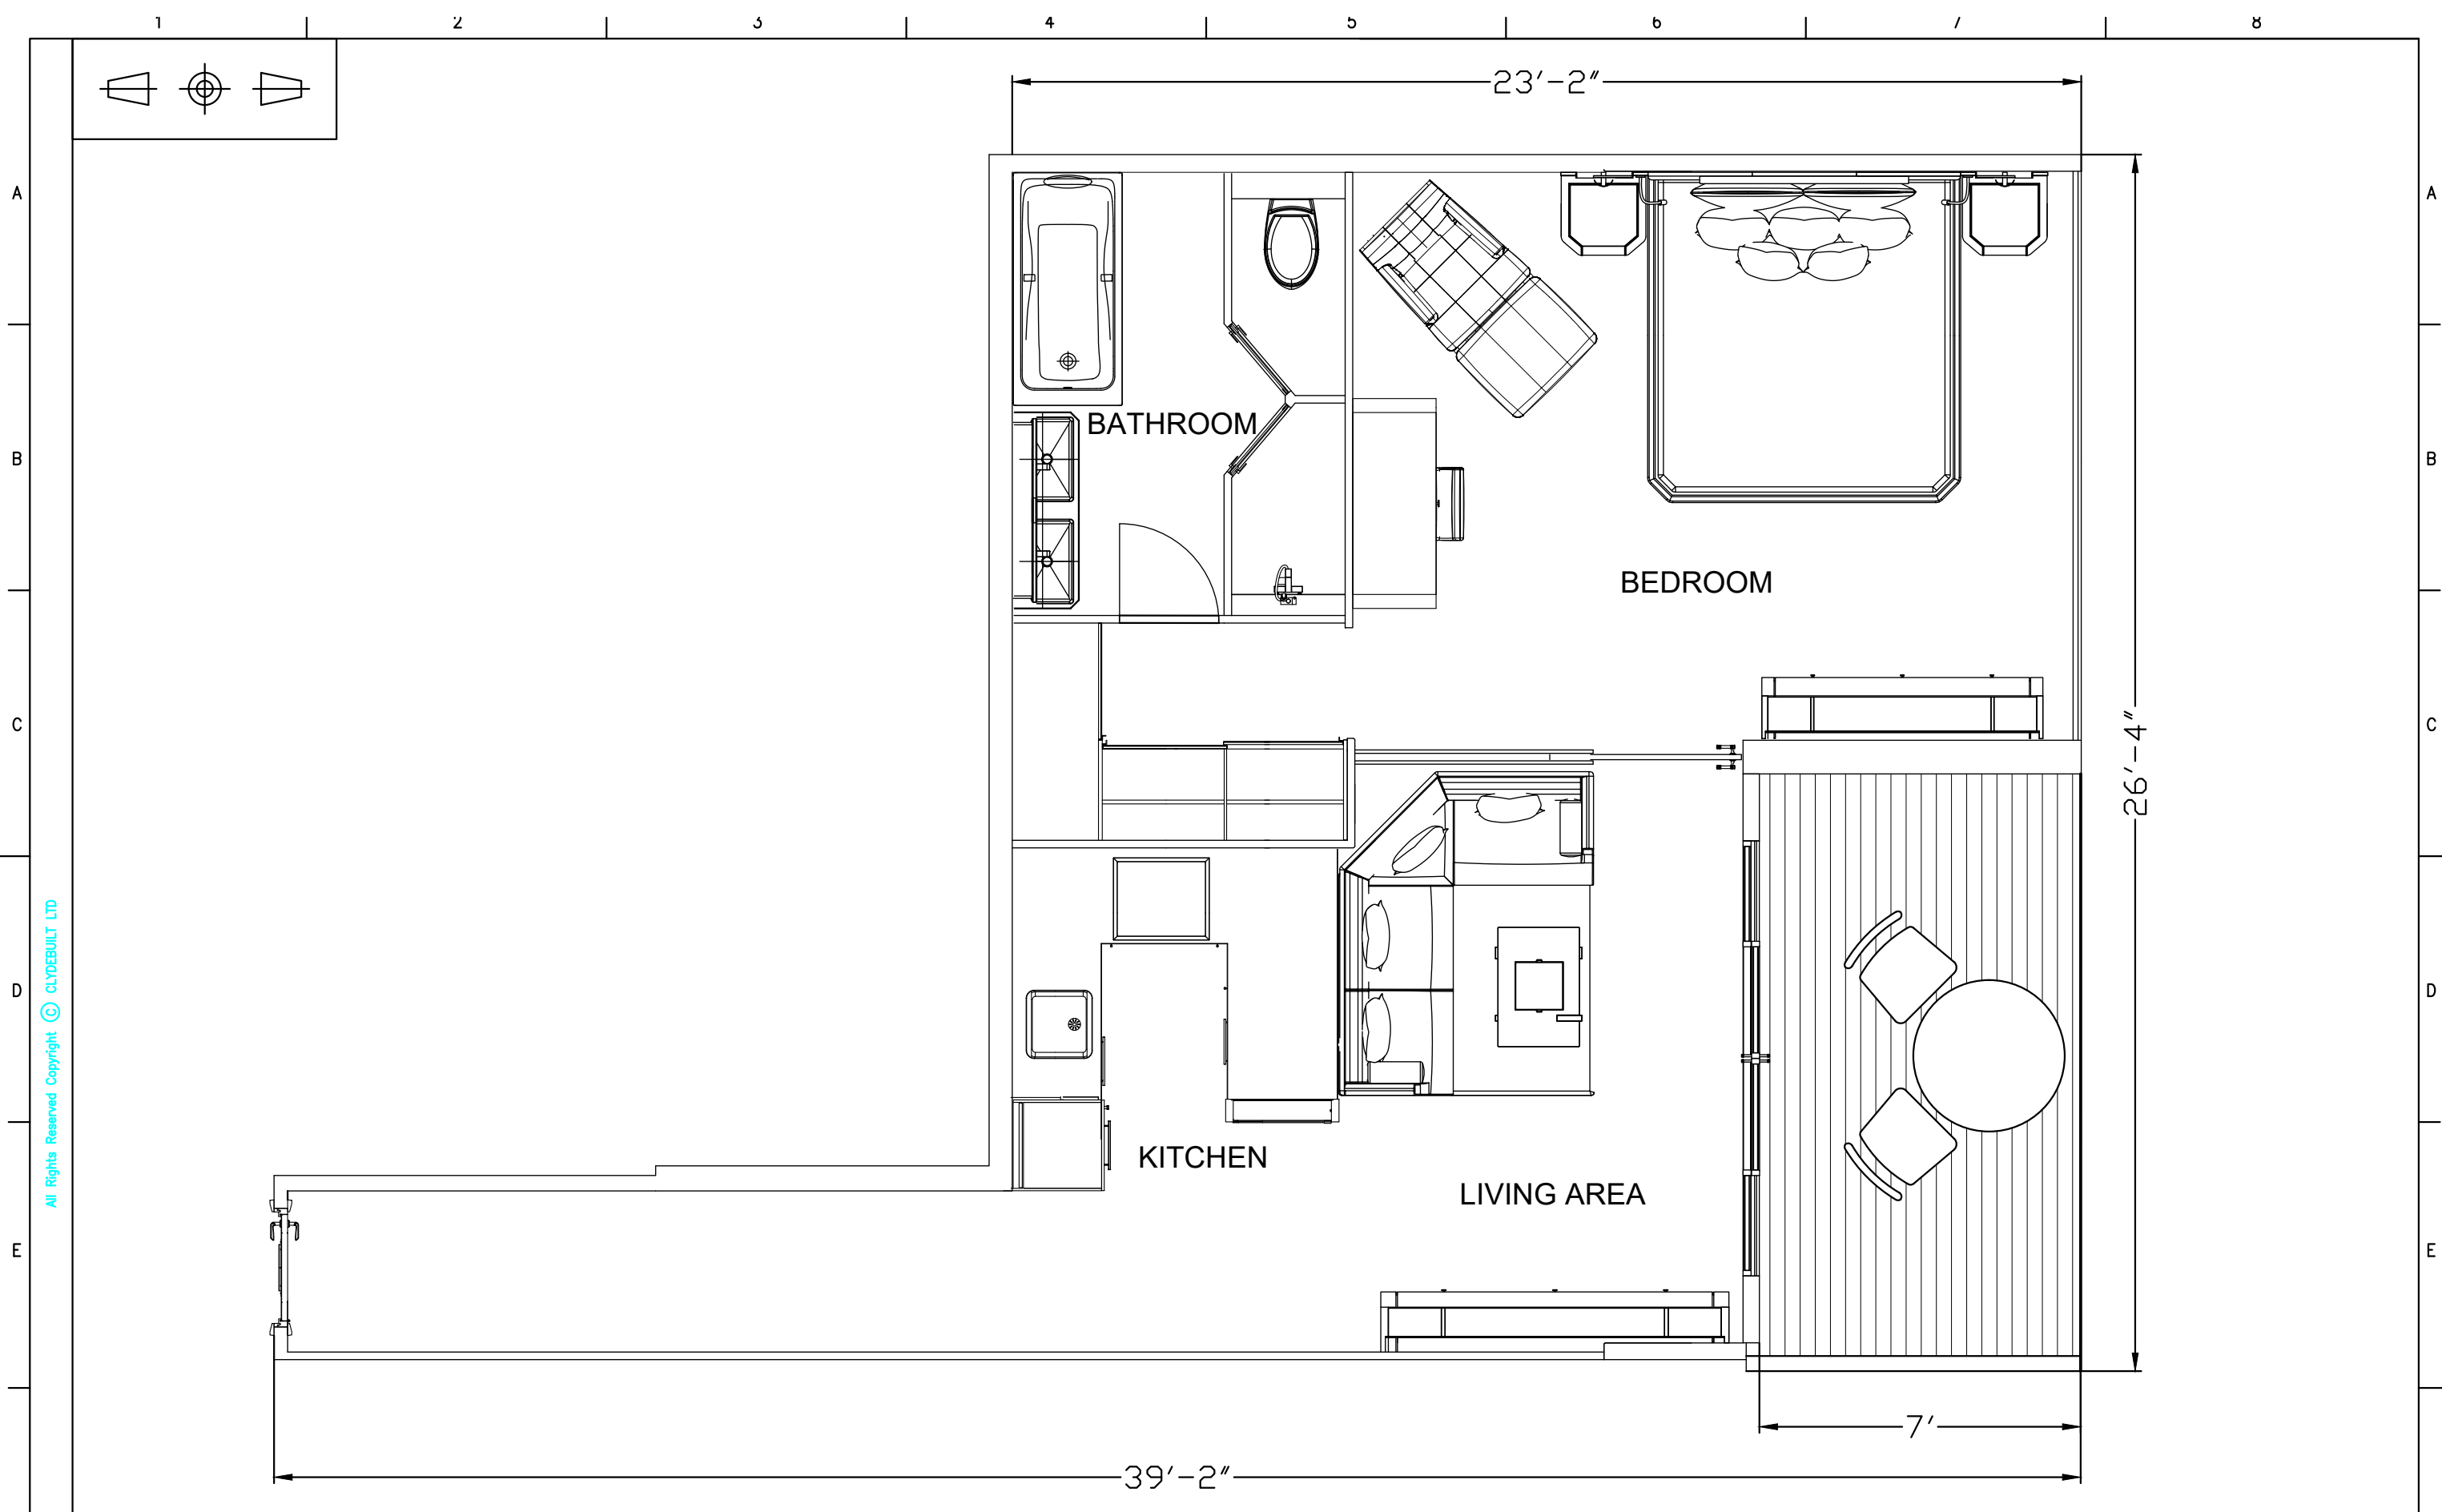 1 2 3 4 5 6 7 8
23'-2"
A A
BATHROOM
B B
BEDROOM
C C
26'-4"
All Rights Reserved Copyright © CLYDEBUILT LTD
D D
KITCHEN
LIVING AREA
E E
7'
39'-2"